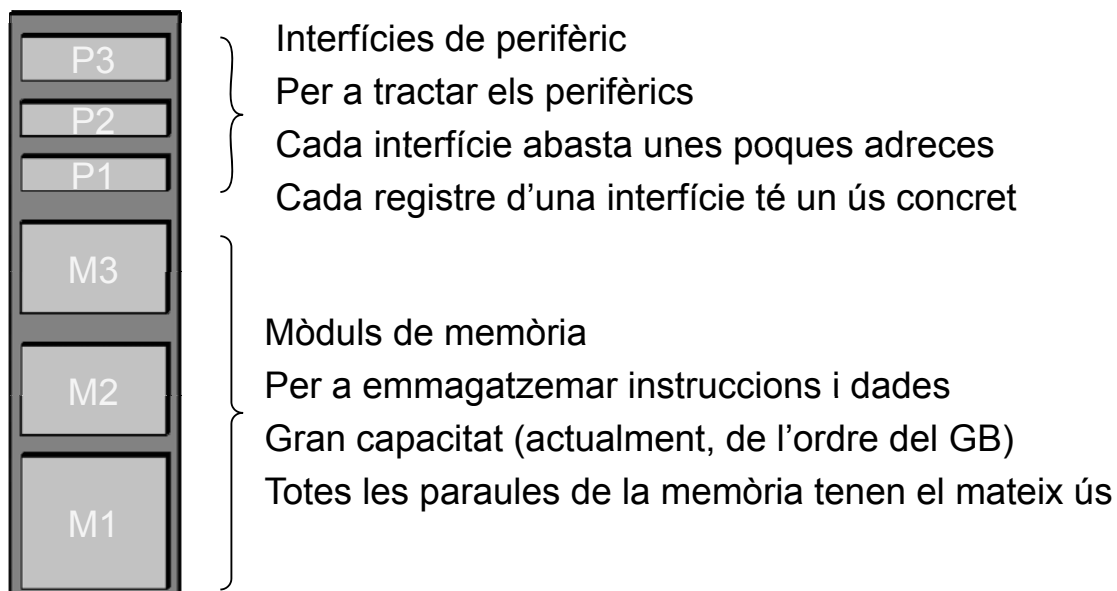 P3
P2
P1
M3
M2
M1
Interfícies de perifèric
Per a tractar els perifèrics
Cada interfície abasta unes poques adreces
Cada registre d’una interfície té un ús concret
Mòduls de memòria
Per a emmagatzemar instruccions i dades
Gran capacitat (actualment, de l’ordre del GB)
Totes les paraules de la memòria tenen el mateix ús